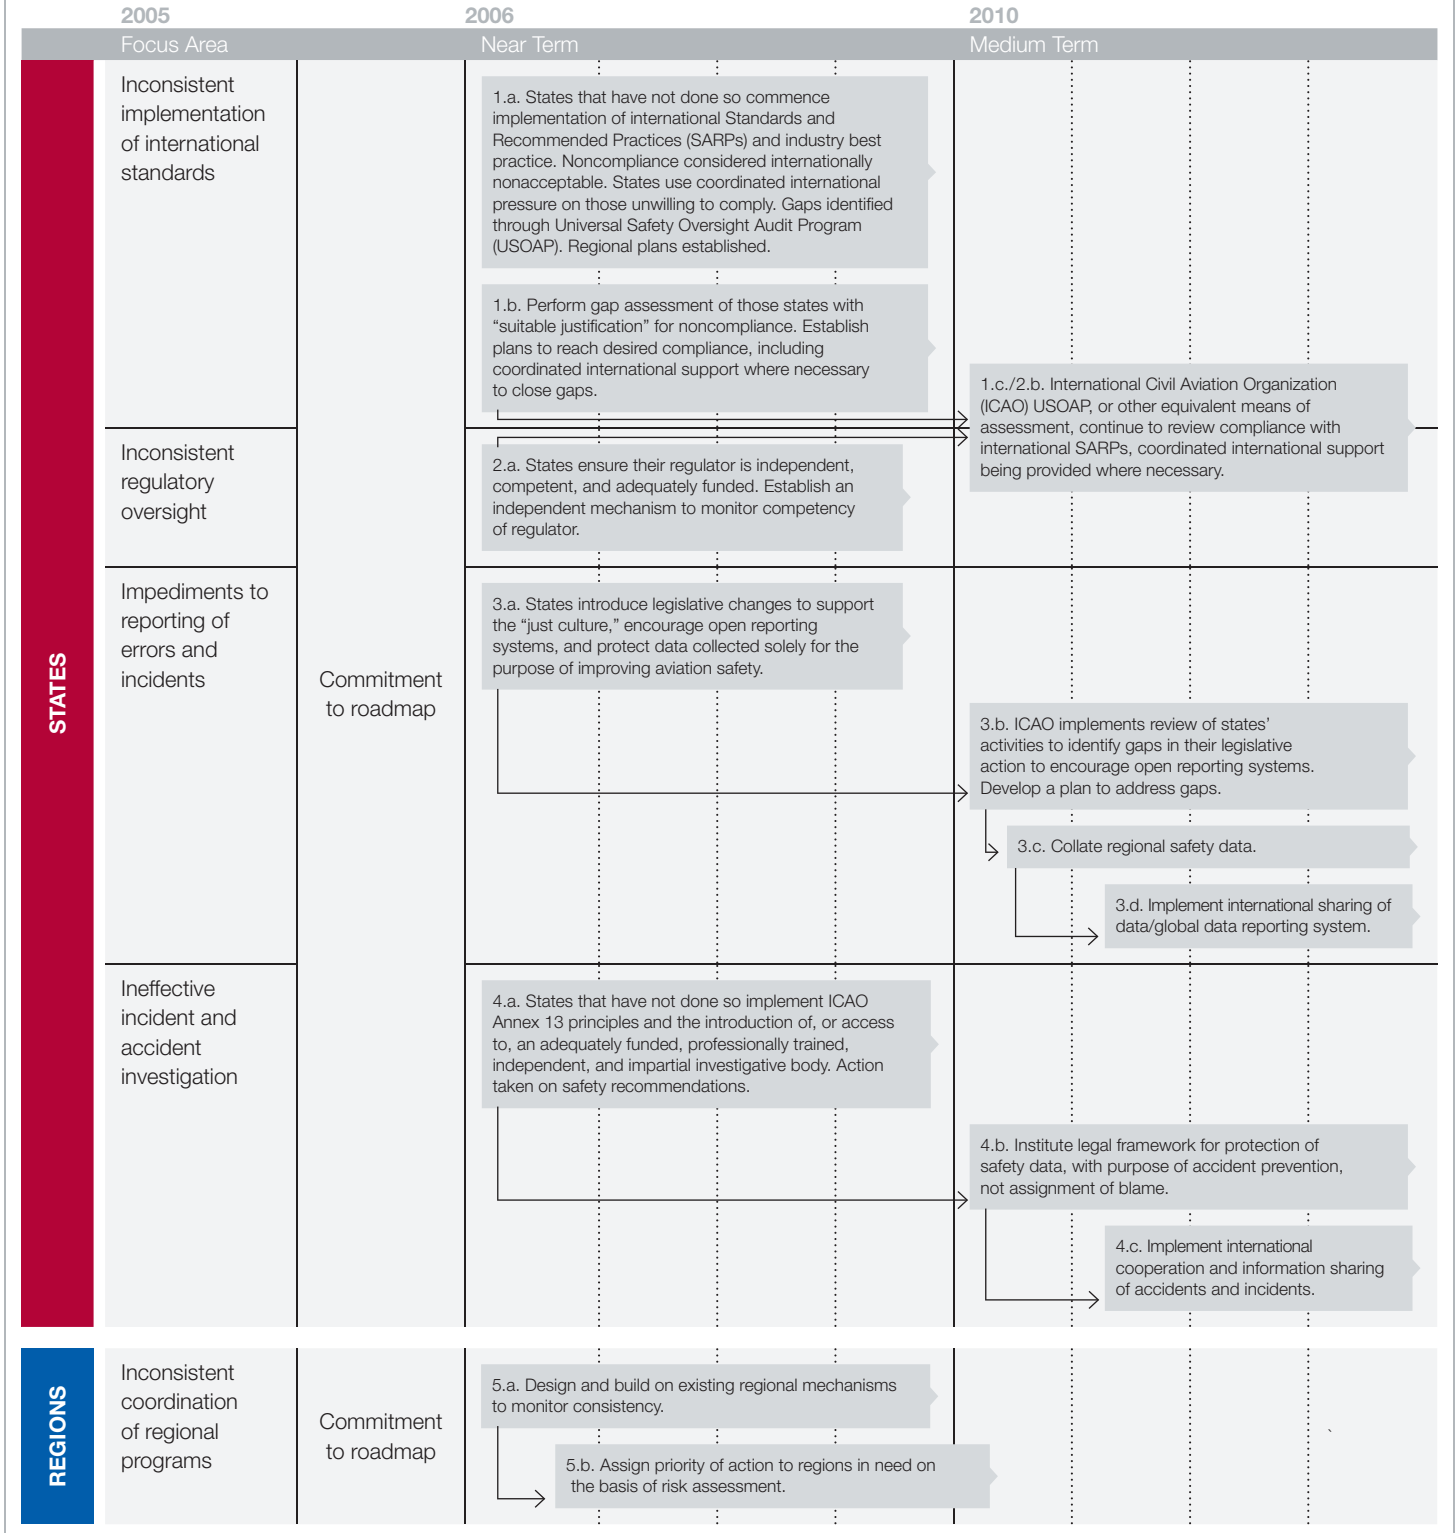 2005
2006
2010
Focus Area
Near Term
Medium Term
STATES
Inconsistent
implementation
of international
standards
Commitment
to roadmap
1.a. States that have not done so commence
implementation of international Standards and
Recommended Practices (SARPs) and industry best
practice. Noncompliance considered internationally
nonacceptable. States use coordinated international
pressure on those unwilling to comply. Gaps identified
through Universal Safety Oversight Audit Program
(USOAP). Regional plans established.
1.b. Perform gap assessment of those states with
“suitable justification” for noncompliance. Establish
plans to reach desired compliance, including
coordinated international support where necessary
to close gaps.
1.c./2.b. International Civil Aviation Organization
(ICAO) USOAP, or other equivalent means of
assessment, continue to review compliance with
international SARPs, coordinated international support
being provided where necessary.
Inconsistent
regulatory
oversight
2.a. States ensure their regulator is independent,
competent, and adequately funded. Establish an
independent mechanism to monitor competency
of regulator.
Impediments to
reporting of
errors and
incidents
3.a. States introduce legislative changes to support
the “just culture,” encourage open reporting
systems, and protect data collected solely for the
purpose of improving aviation safety.
3.b. ICAO implements review of states’
activities to identify gaps in their legislative
action to encourage open reporting systems.
Develop a plan to address gaps.
3.c. Collate regional safety data.
3.d. Implement international sharing of
data/global data reporting system.
Ineffective
incident and
accident
investigation
4.a. States that have not done so implement ICAO
Annex 13 principles and the introduction of, or access
to, an adequately funded, professionally trained,
independent, and impartial investigative body. Action
taken on safety recommendations.
4.b. Institute legal framework for protection of
safety data, with purpose of accident prevention,
not assignment of blame.
4.c. Implement international
cooperation and information sharing
of accidents and incidents.
REGIONS
Inconsistent
coordination
of regional
programs
Commitment
to roadmap
5.a. Design and build on existing regional mechanisms
to monitor consistency.
5.b. Assign priority of action to regions in need on
the basis of risk assessment.